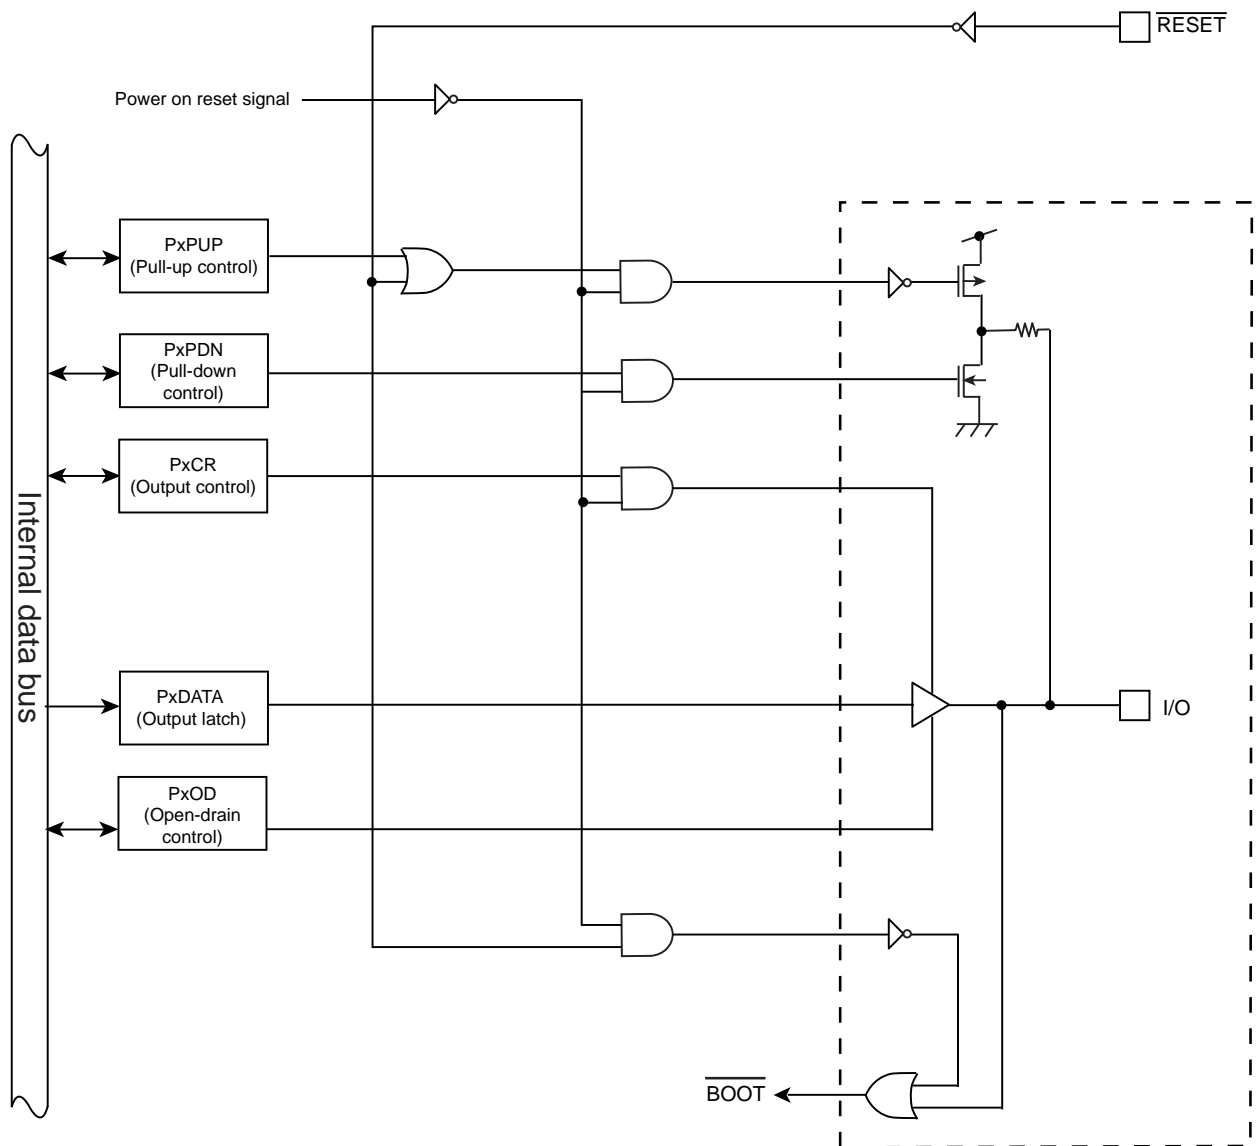 RESET
Power on reset signal
PxPUP
(Pull-up control)
PxPDN
(Pull-down
control)
PxCR
(Output control)
Internal data bus
PxDATA
(Output latch)
I/O
PxOD
(Open-drain
control)
BOOT